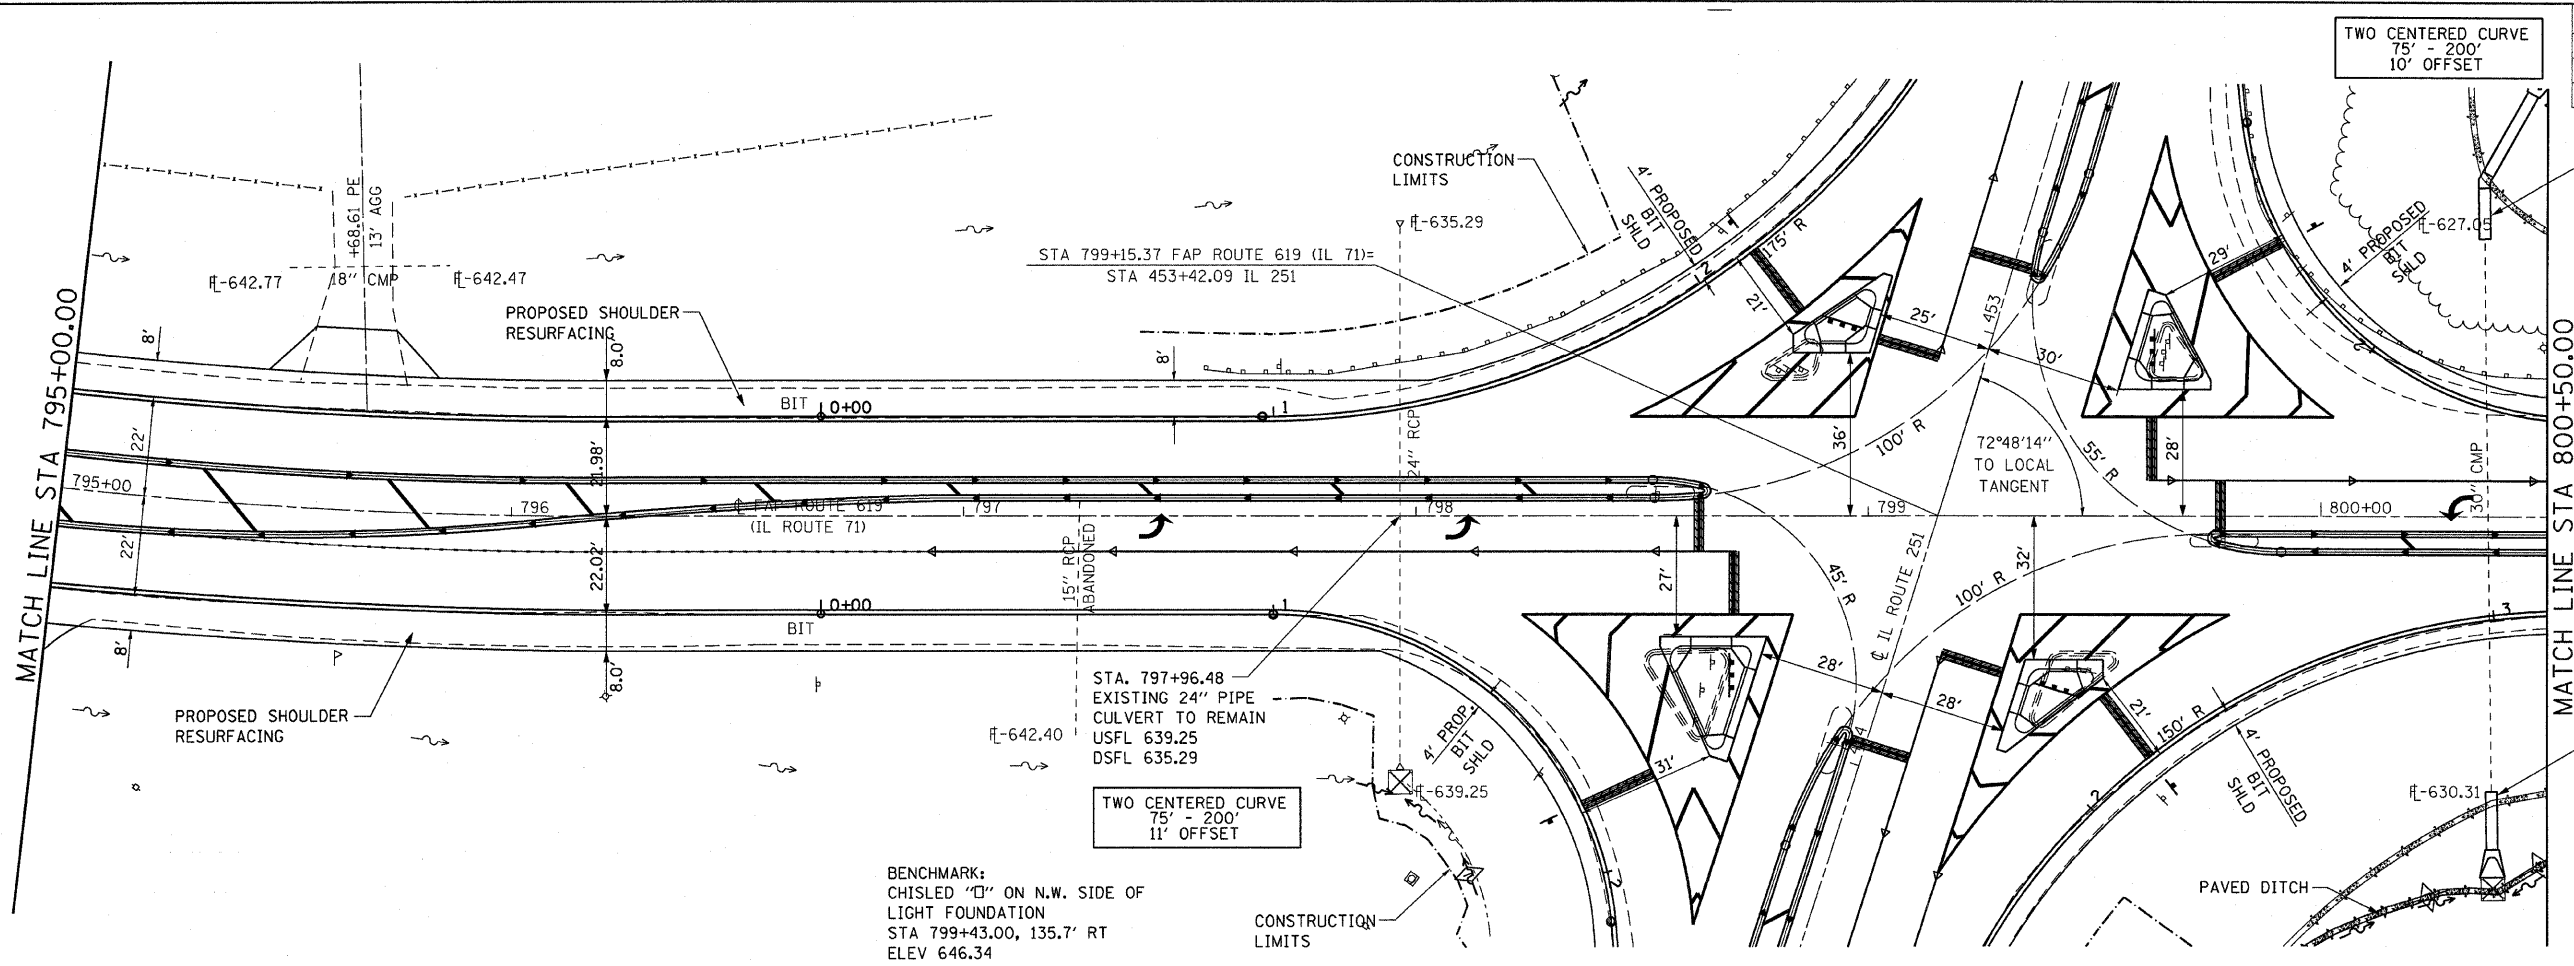 TWO CENTERED CURVE
75' - 200'
10' OFFSET
MATCH LINE STA 795+00.00
+68.61 PE
13' AGG
℄-642.77
18" CMP
℄-642.47
PROPOSED SHOULDER
RESURFACING
8'
8.0'
22'
22'
21.98'
22.02'
8.0'
8'
BIT
0+00
1
8'
795+00
796
℄ FAP ROUTE 619
(IL ROUTE 71)
797
798
799
800+00
15" RCP
ABANDONED
24" RCP
BIT
0+00
1
PROPOSED SHOULDER
RESURFACING
℄-642.40
CONSTRUCTION
LIMITS
℄-635.29
STA 799+15.37 FAP ROUTE 619 (IL 71)=
STA 453+42.09 IL 251
4' PROPOSED
BIT
SHLD
2
175' R
21'
25'
30'
453
36'
100' R
72°48'14"
TO LOCAL
TANGENT
55' R
28'
29'
4' PROPOSED
BIT
SHLD
2
℄-627.05
30" CMP
MATCH LINE STA 800+50.00
STA. 797+96.48
EXISTING 24" PIPE
CULVERT TO REMAIN
USFL 639.25
DSFL 635.29
TWO CENTERED CURVE
75' - 200'
11' OFFSET
BENCHMARK:
CHISLED "□" ON N.W. SIDE OF
LIGHT FOUNDATION
STA 799+43.00, 135.7' RT
ELEV 646.34
CONSTRUCTION
LIMITS
℄-639.25
4' PROP.
BIT
SHLD
31'
2
27'
45' R
℄ IL ROUTE 251
100' R
32'
28'
28'
21'
150' R
3
2
4' PROPOSED
BIT
SHLD
℄-630.31
PAVED DITCH